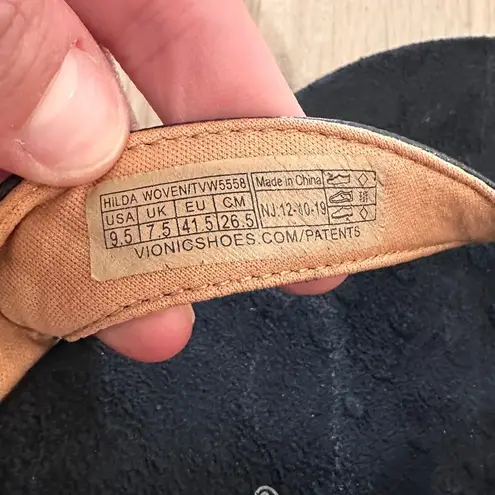 HILDA WOVEN/TVW5558 Made in China
USA UK EU CM
9.5 7.5 41.5 26.5 NJ.12-10-19
VIONICSHOES.COM/PATENTS